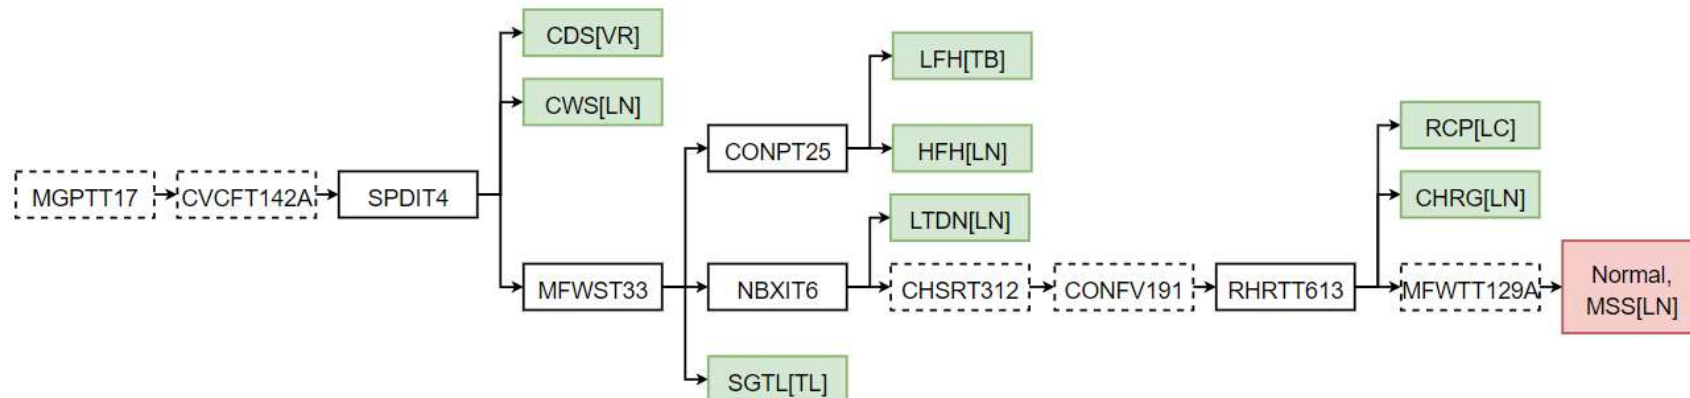 CDS[VR]
CWS[LN]
LFH[TB]
CONPT25
HFH[LN]
RCP[LC]
MGPTT17
CVCFT142A
SPDIT4
CHRG[LN]
LTDN[LN]
MFWST33
NBXIT6
CHSRT312
CONFV191
RHRTT613
MFWTT129A
Normal,
MSS[LN]
SGTL[TL]